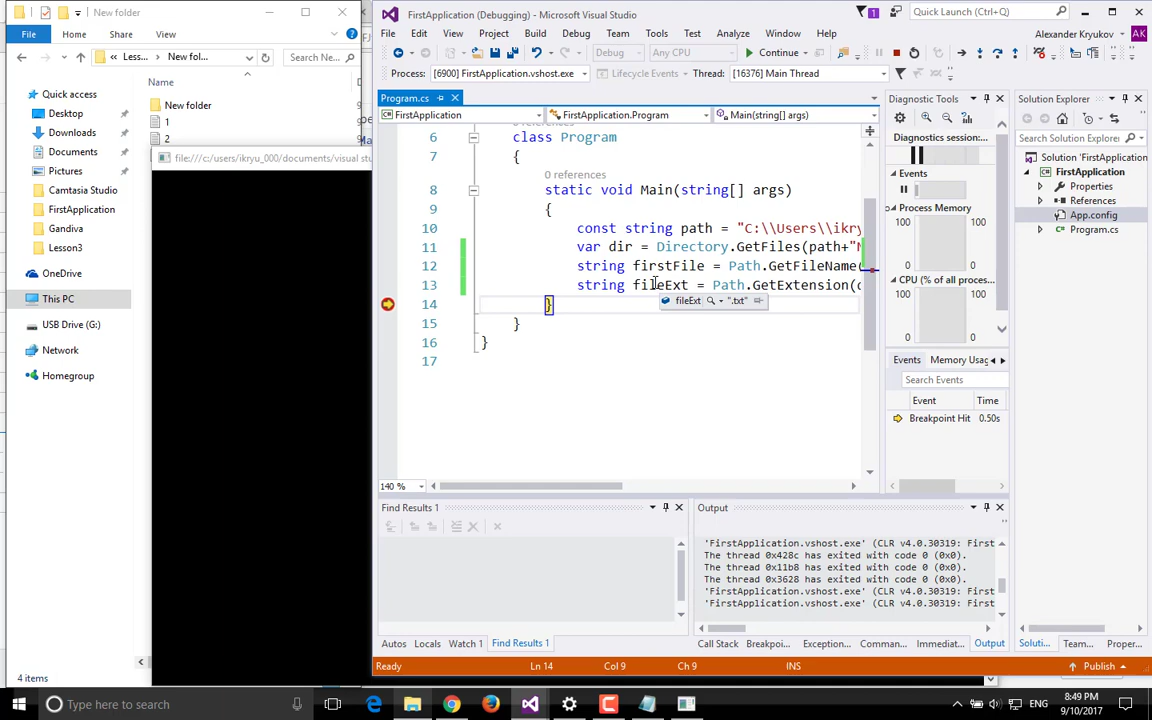 New folder
FirstApplication (Debugging) - Microsoft Visual Studio
1
Quick Launch (Ctrl+Q)
File
Home
Share
View
File
Edit
View
Project
Build
Debug
Team
Tools
Test
Analyze
Window
Help
Alexander Kryukov
AK
Debug
Any CPU
Continue
« Less...
New fol...
Search Ne...
Process:
[6900] FirstApplication.vshost.exe
Lifecycle Events
Thread:
[16376] Main Thread
Name
Quick access
Desktop
Downloads
Documents
Pictures
Camtasia Studio
FirstApplication
Gandiva
Lesson3
OneDrive
This PC
USB Drive (G:)
Network
Homegroup
4 items
New folder
1
2
file:///c:/users/ikryu_000/documents/visual stu
Program.cs
FirstApplication
FirstApplication.Program
Main(string[] args)
6 class Program
7 {
0 references
8 static void Main(string[] args)
9 {
10 const string path = "C:\\Users\\ikry
11 var dir = Directory.GetFiles(path+"N
12 string firstFile = Path.GetFileName(
13 string fileExt = Path.GetExtension(d
fileExt ".txt"
14 }
15 }
16 }
17
140 %
Diagnostic Tools
Diagnostics session:
Events
Process Memory
100
100
0
0
CPU (% of all proces...
100
100
0
0
Events
Memory Usag
Search Events
Event
Time
Breakpoint Hit
0.50s
Solution Explorer
Search Solution Explorer
Solution 'FirstApplication
FirstApplication
Properties
References
App.config
Program.cs
Find Results 1
Output
'FirstApplication.vshost.exe' (CLR v4.0.30319: First
The thread 0x428c has exited with code 0 (0x0).
The thread 0x11b8 has exited with code 0 (0x0).
The thread 0x3628 has exited with code 0 (0x0).
'FirstApplication.vshost.exe' (CLR v4.0.30319: First
'FirstApplication.vshost.exe' (CLR v4.0.30319: First
Autos
Locals
Watch 1
Find Results 1
Call Stack
Breakpoi...
Exception...
Comman...
Immediat...
Output
Soluti...
Team...
Proper...
Ready
Ln 14
Col 9
Ch 9
INS
Publish
Type here to search
ENG
8:49 PM
9/10/2017